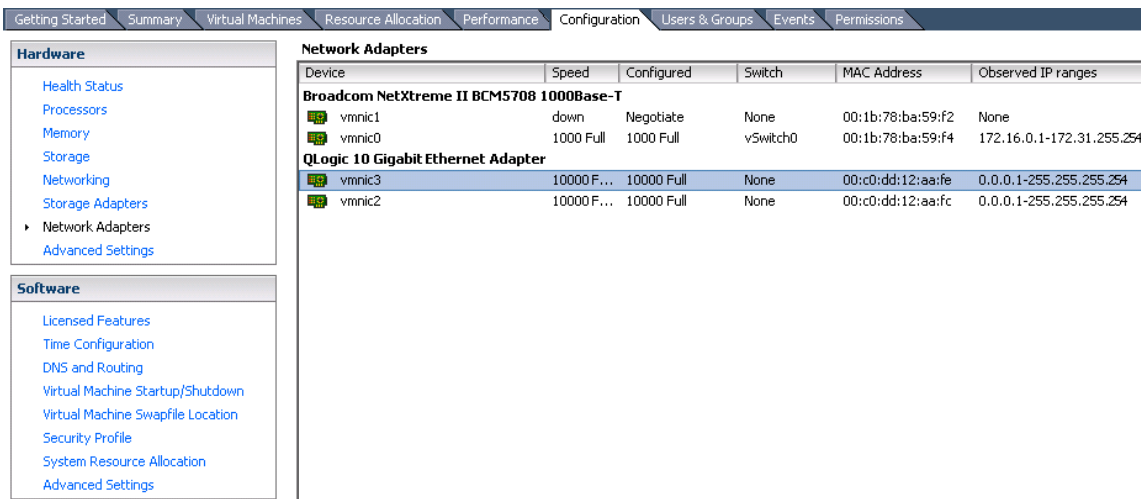 Getting Started Summary Virtual Machines Resource Allocation Performance Configuration Users & Groups Events Permissions
Hardware
Health Status
Processors
Memory
Storage
Networking
Storage Adapters
Network Adapters
Advanced Settings
Software
Licensed Features
Time Configuration
DNS and Routing
Virtual Machine Startup/Shutdown
Virtual Machine Swapfile Location
Security Profile
System Resource Allocation
Advanced Settings
Network Adapters
Device Speed Configured Switch MAC Address Observed IP ranges
Broadcom NetXtreme II BCM5708 1000Base-T
vmnic1 down Negotiate None 00:1b:78:ba:59:f2 None
vmnic0 1000 Full 1000 Full vSwitch0 00:1b:78:ba:59:f4 172.16.0.1-172.31.255.254
QLogic 10 Gigabit Ethernet Adapter
vmnic3 10000 F... 10000 Full None 00:c0:dd:12:aa:fe 0.0.0.1-255.255.255.254
vmnic2 10000 F... 10000 Full None 00:c0:dd:12:aa:fc 0.0.0.1-255.255.255.254